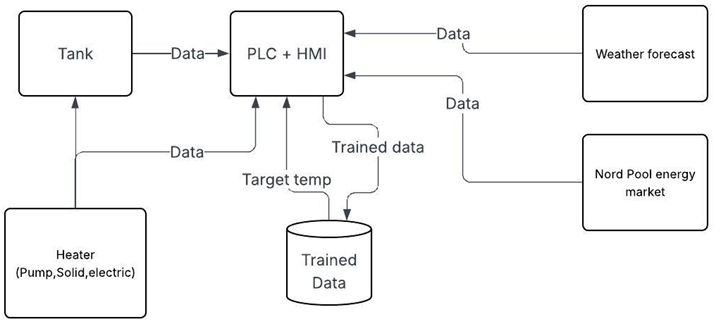 Tank
Data
PLC + HMI
Data
Weather forecast
Data
Data
Trained data
Target temp
Nord Pool energy
market
Heater
(Pump,Solid,electric)
Trained
Data